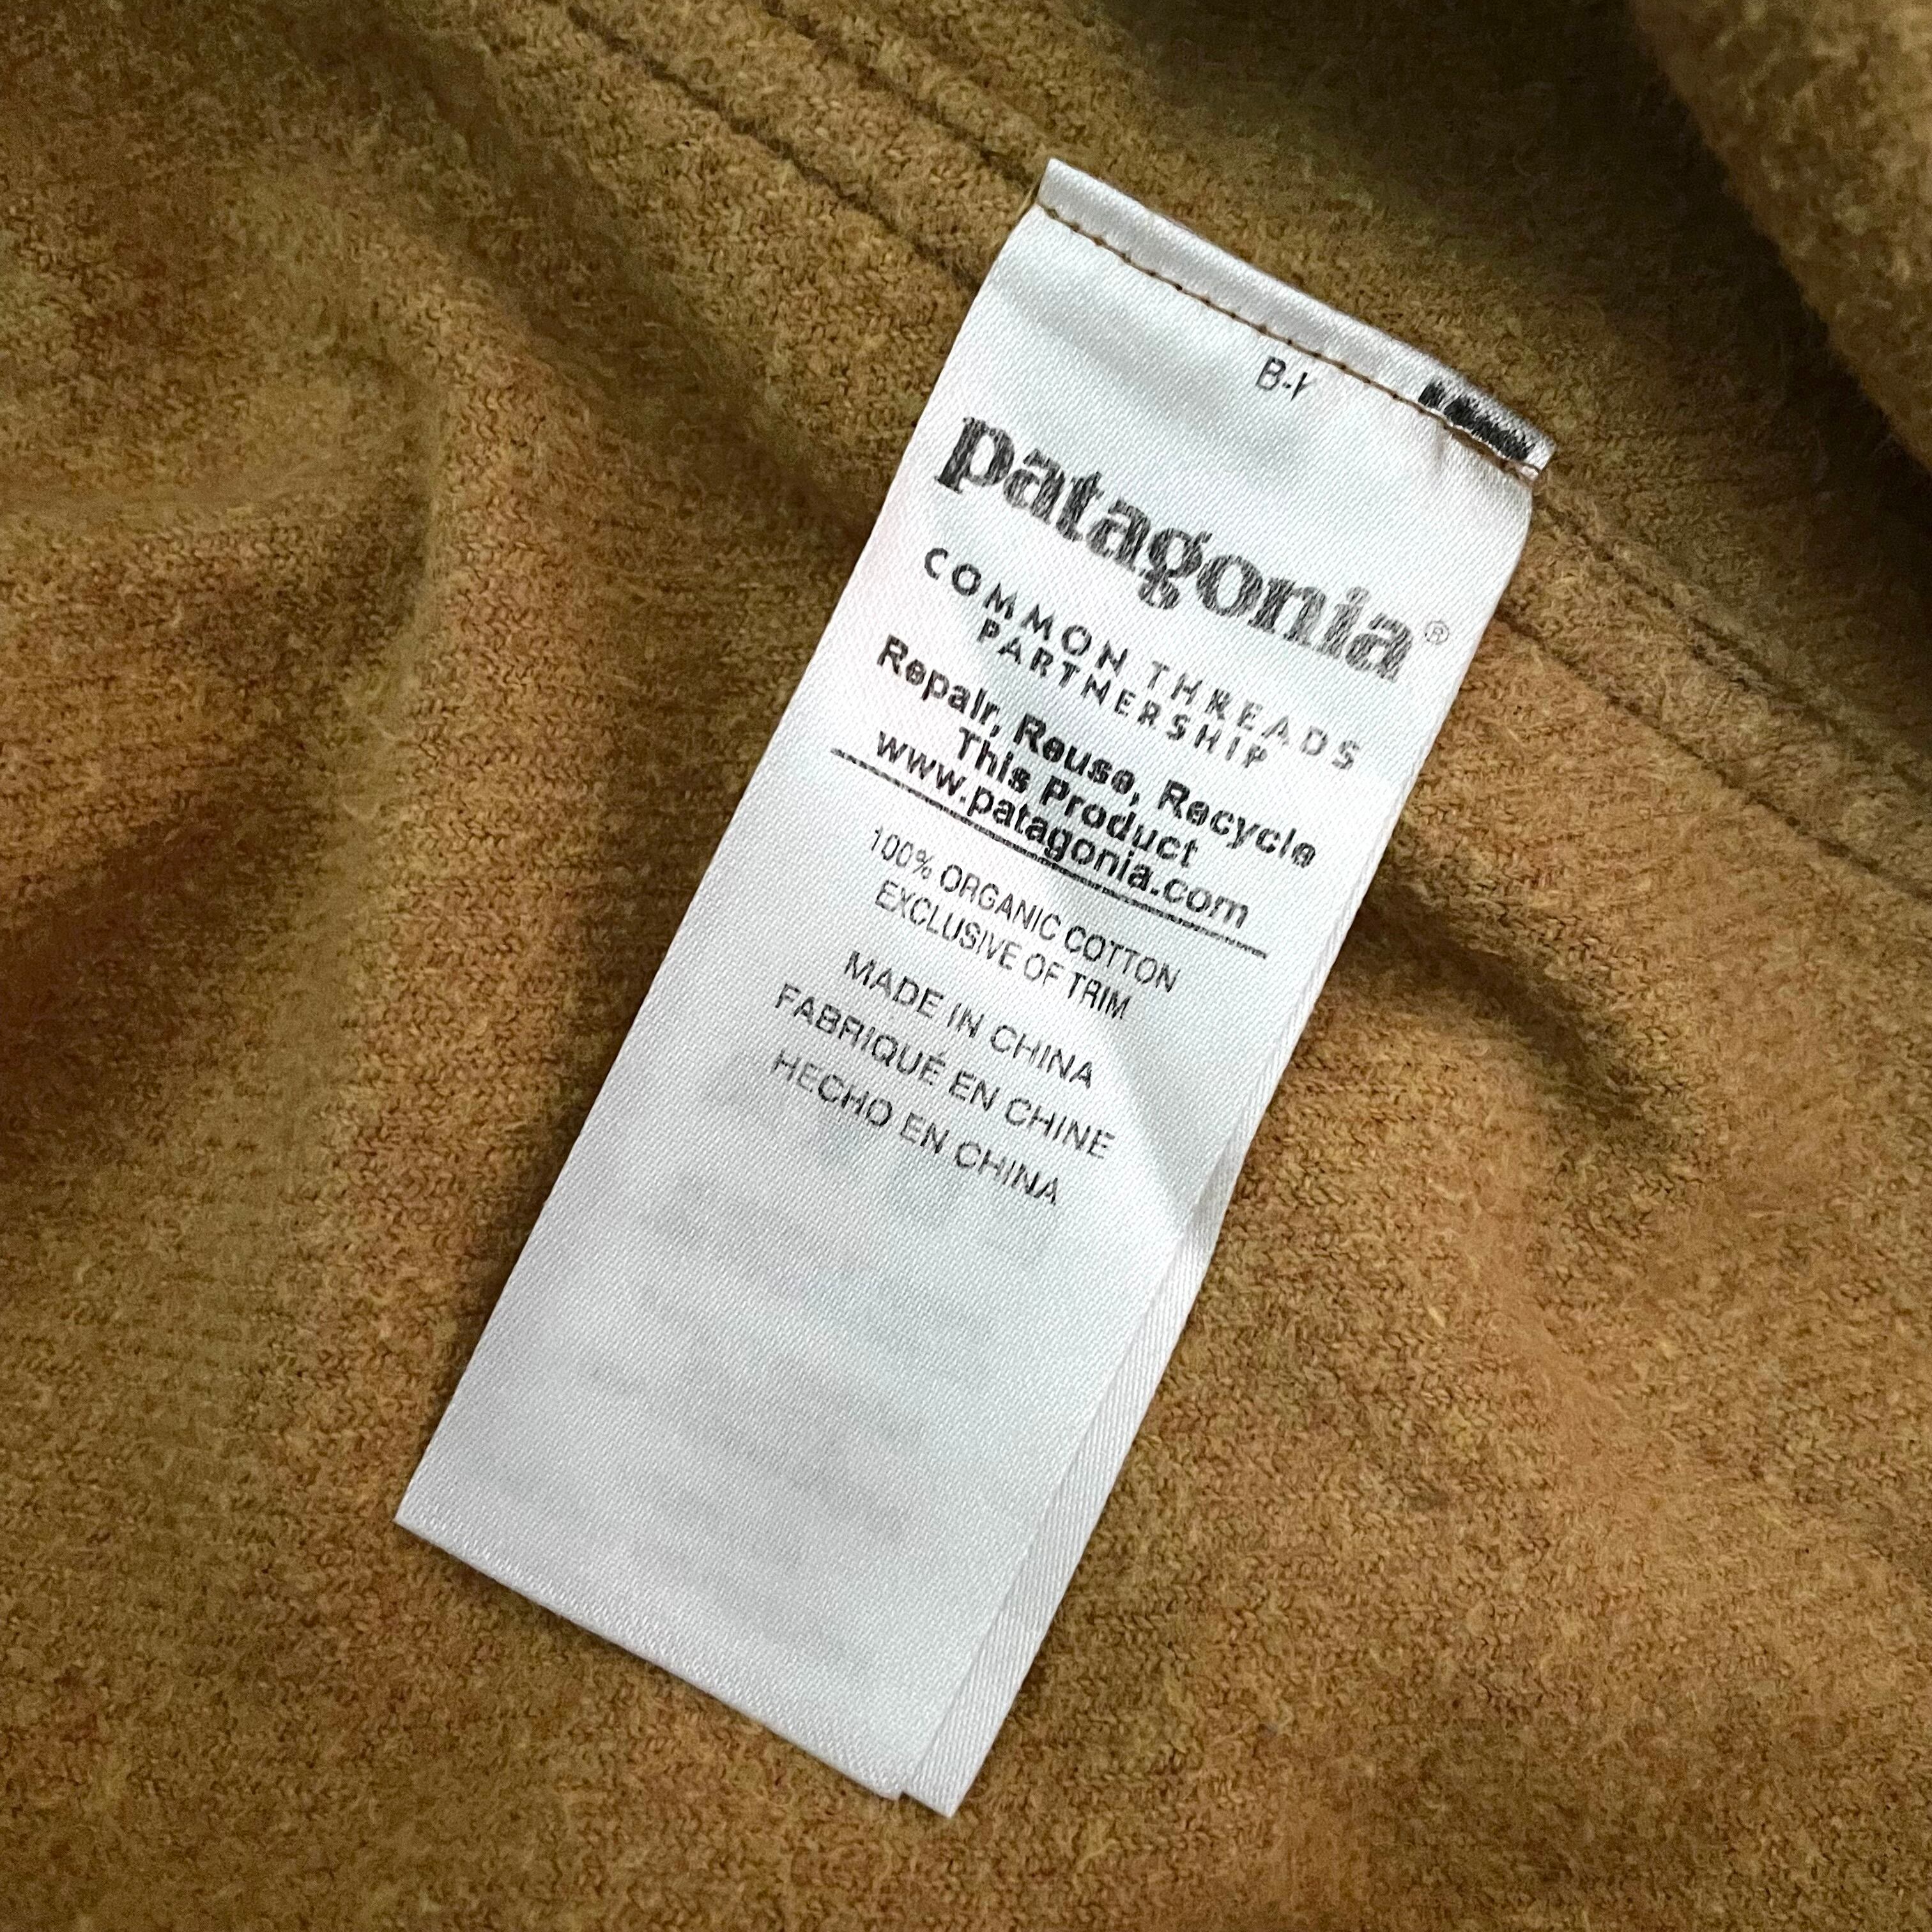 patagonia®
COMMON THREADS
PARTNERSHIP
Repair, Reuse, Recycle
This Product
www.patagonia.com
100% ORGANIC COTTON
EXCLUSIVE OF TRIM
MADE IN CHINA
FABRIQUÉ EN CHINE
HECHO EN CHINA